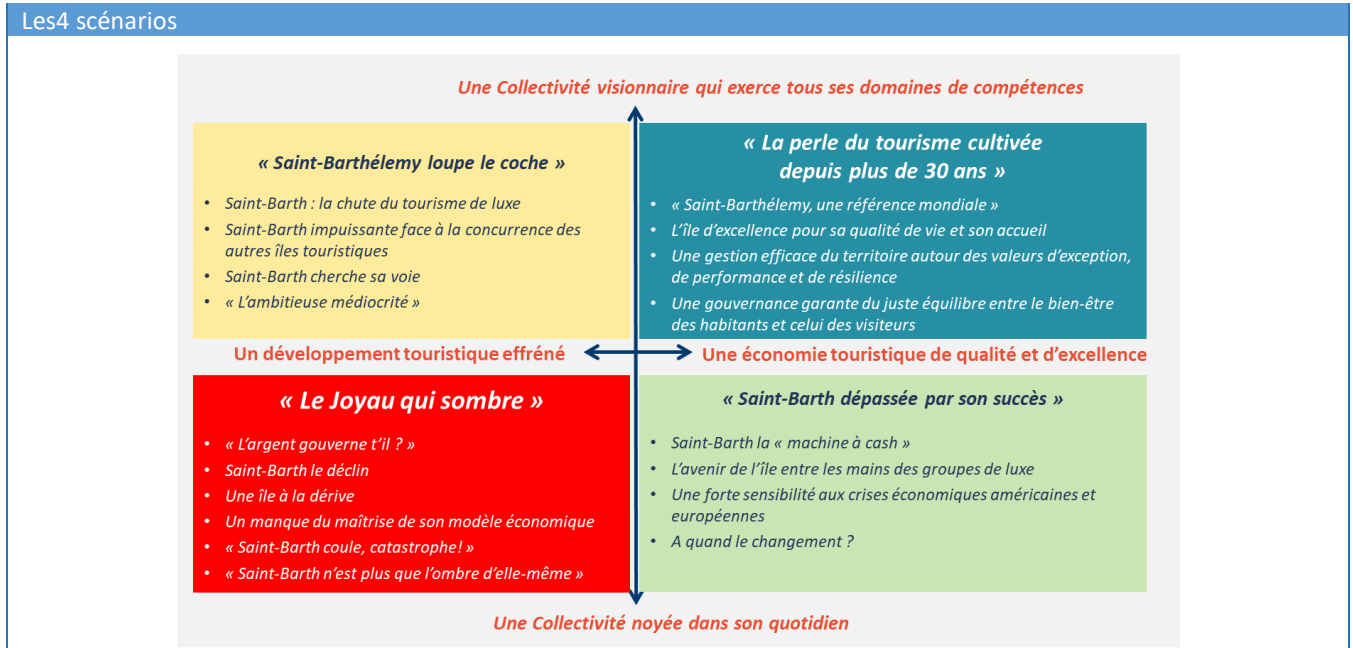 Les4 scénarios
Une Collectivité visionnaire qui exerce tous ses domaines de compétences
« Saint-Barthélemy loupe le coche »
• Saint-Barth : la chute du tourisme de luxe
• Saint-Barth impuissante face à la concurrence des
autres îles touristiques
• Saint-Barth cherche sa voie
• « L’ambitieuse médiocrité »
« La perle du tourisme cultivée
depuis plus de 30 ans »
• « Saint-Barthélemy, une référence mondiale »
• L’île d’excellence pour sa qualité de vie et son accueil
• Une gestion efficace du territoire autour des valeurs d’exception,
de performance et de résilience
• Une gouvernance garante du juste équilibre entre le bien-être
des habitants et celui des visiteurs
Un développement touristique effréné
Une économie touristique de qualité et d’excellence
« Le Joyau qui sombre »
• « L’argent gouverne t’il ? »
• Saint-Barth le déclin
• Une île à la dérive
• Un manque du maîtrise de son modèle économique
• « Saint-Barth coule, catastrophe! »
• « Saint-Barth n’est plus que l’ombre d’elle-même »
« Saint-Barth dépassée par son succès »
• Saint-Barth la « machine à cash »
• L’avenir de l’île entre les mains des groupes de luxe
• Une forte sensibilité aux crises économiques américaines et
européennes
• A quand le changement ?
Une Collectivité noyée dans son quotidien